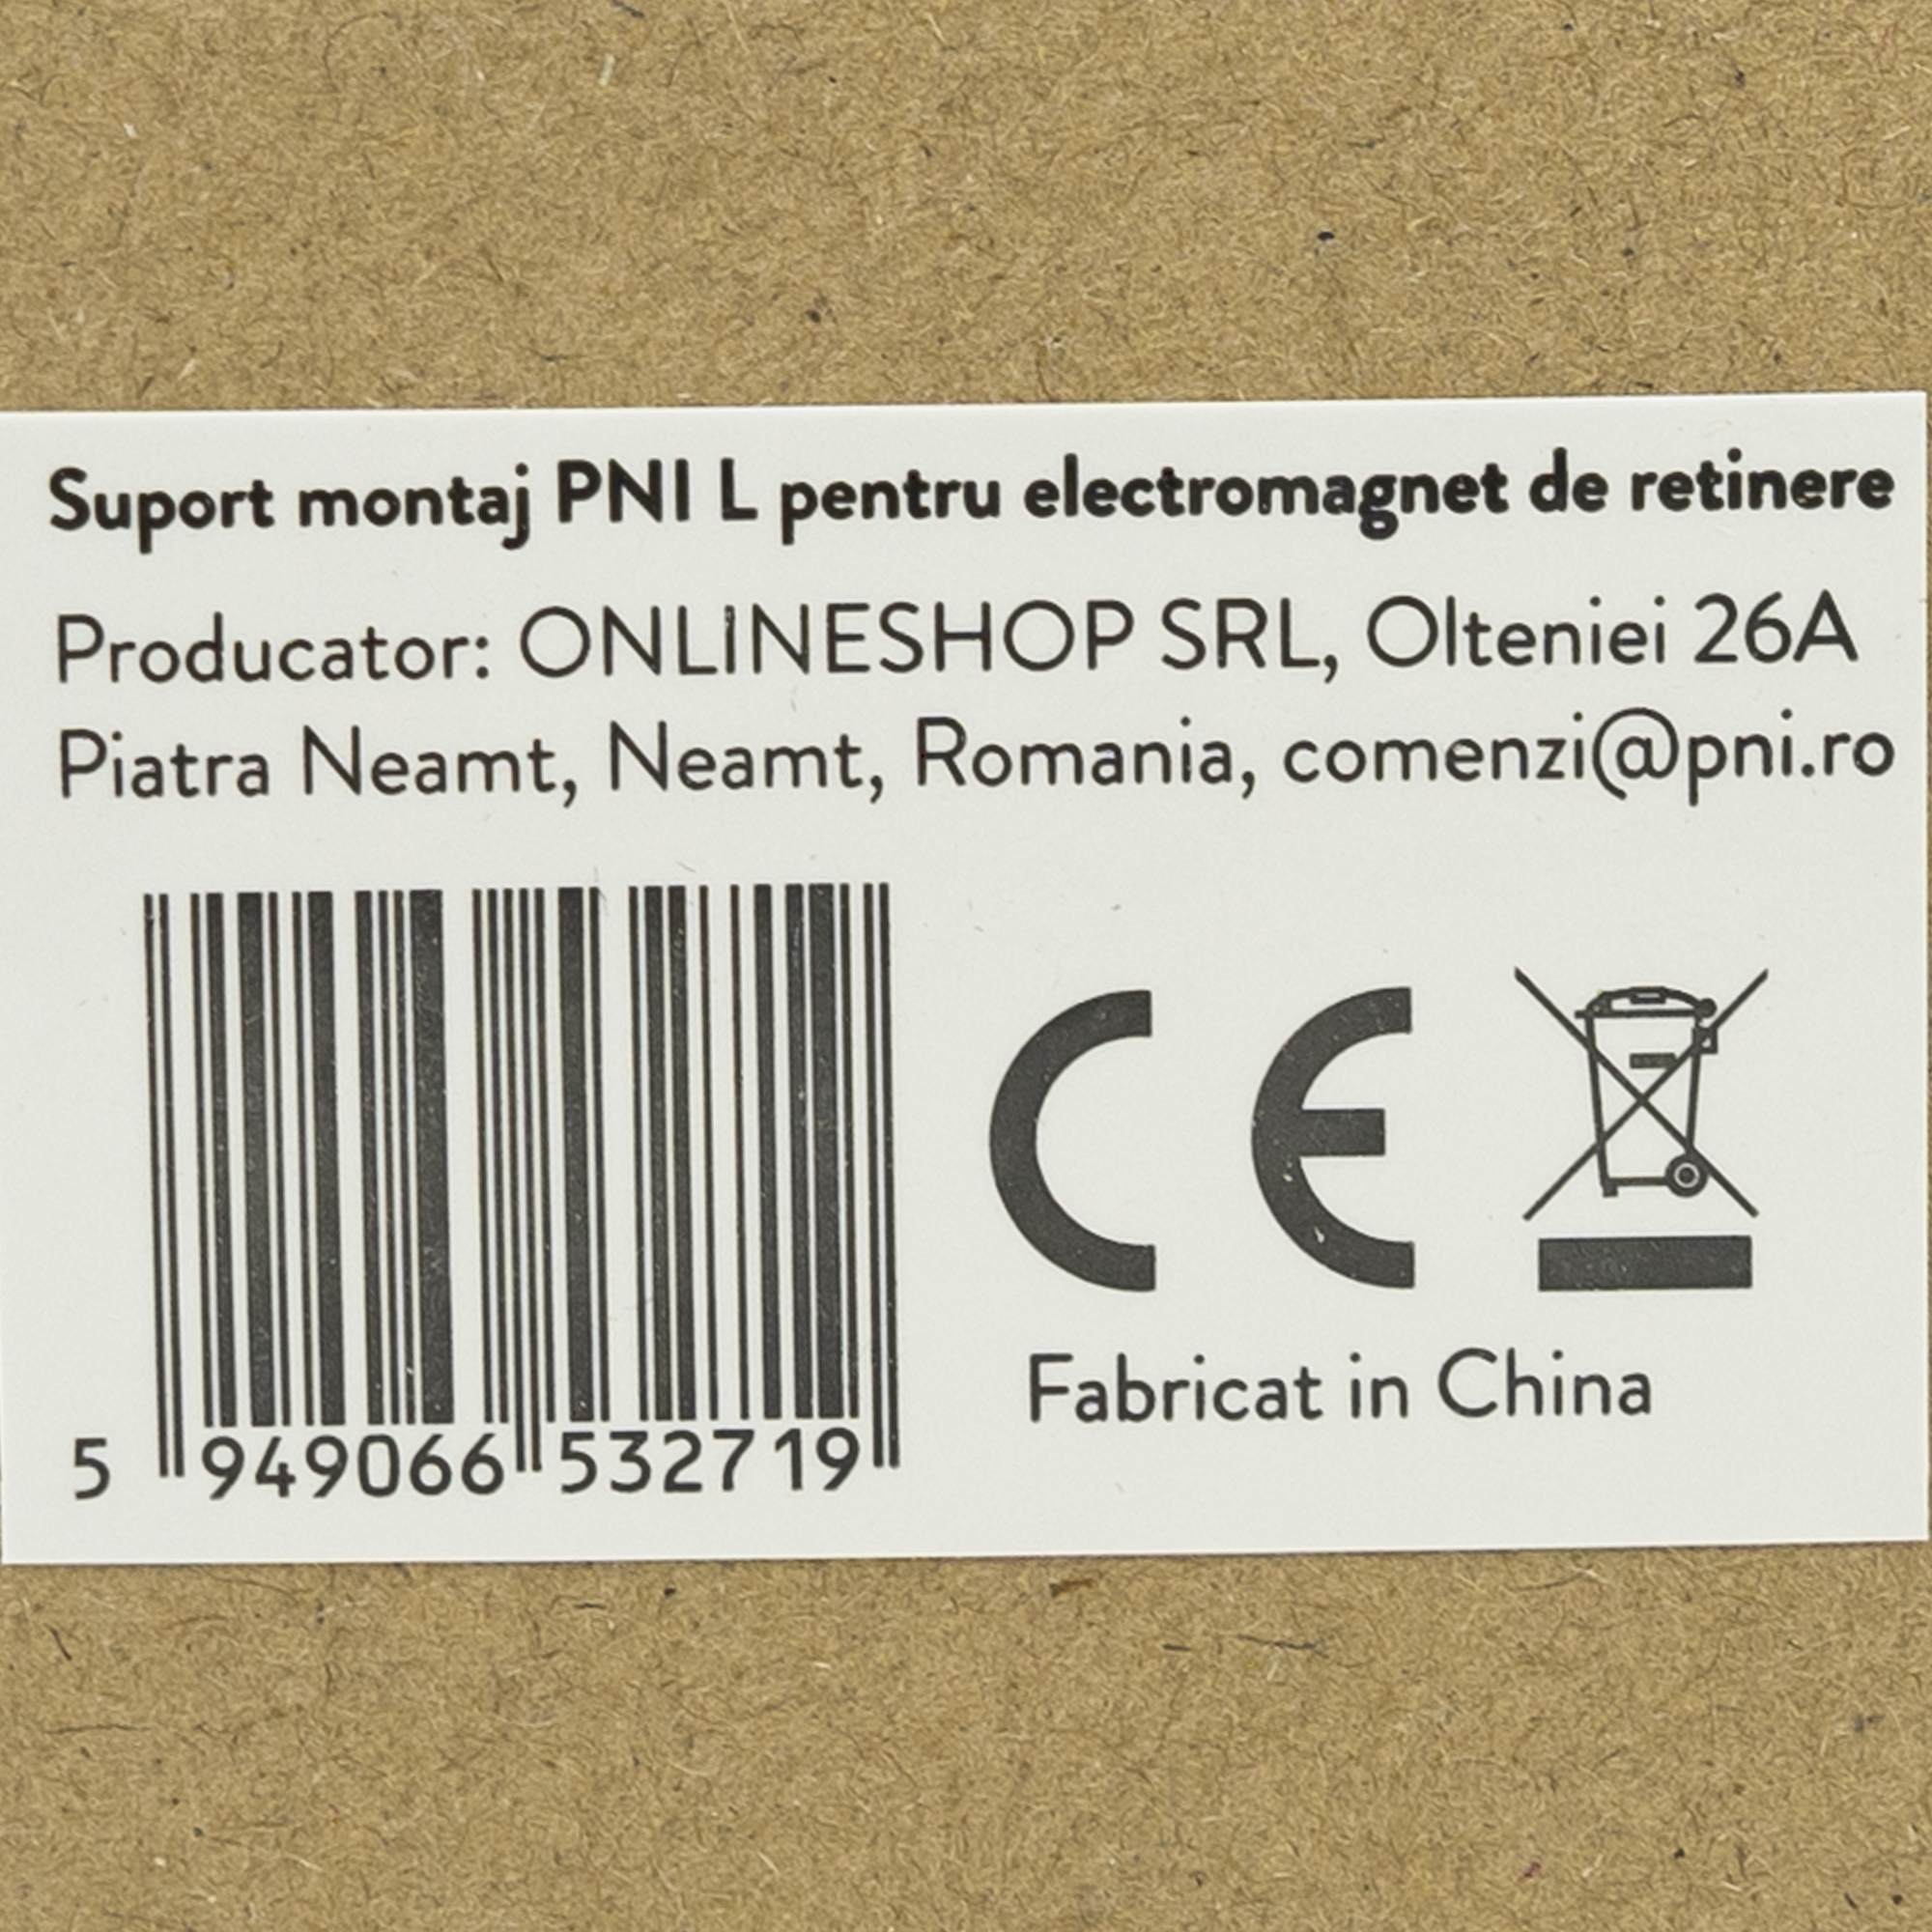 Suport montaj PNI L pentru electromagnet de retinere
Producator: ONLINESHOP SRL, Olteniei 26A
Piatra Neamt, Neamt, Romania, comenzi@pni.ro
CE
Fabricat in China
5 949066 532719